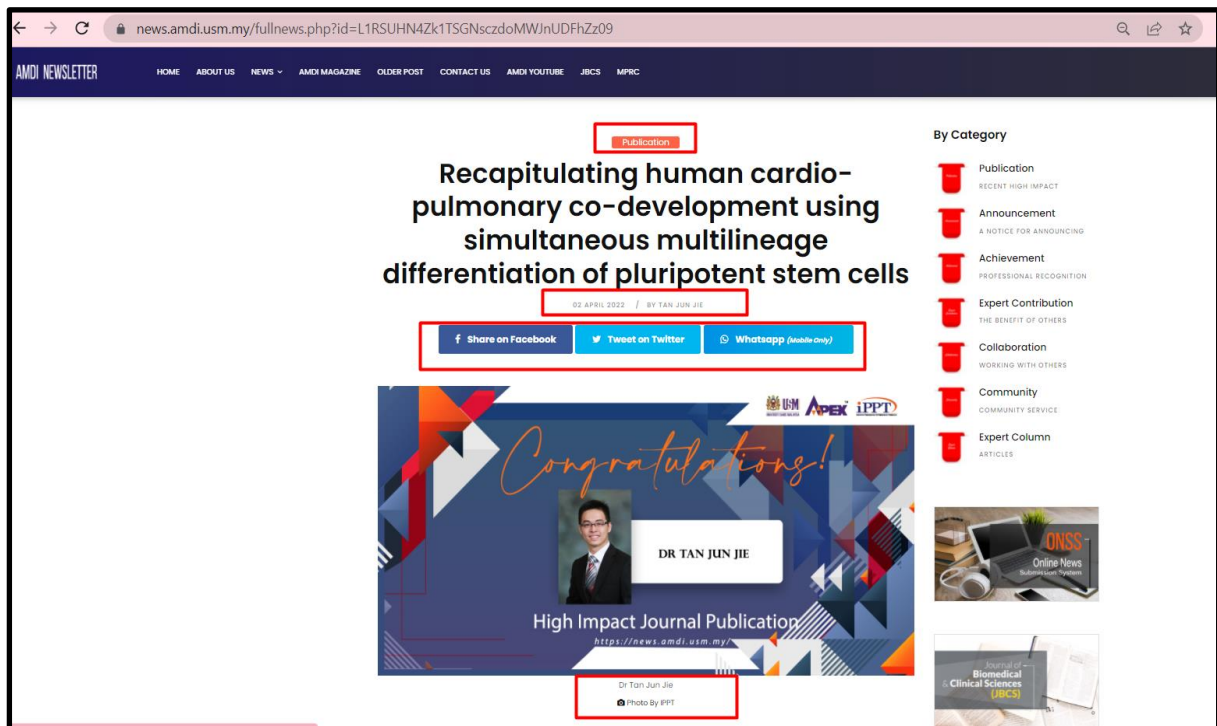 news.amdi.usm.my/fullnews.php?id=L1RSUHN4Zk1TSGNsczdoMWJnUDFhZz09
AMDI NEWSLETTER
HOME ABOUT US NEWS AMDI MAGAZINE OLDER POST CONTACT US AMDI YOUTUBE JBCS MPRC
Publication
Recapitulating human cardio-
pulmonary co-development using
simultaneous multilineage
differentiation of pluripotent stem cells
02 APRIL 2022 / BY TAN JUN JIE
Share on Facebook
Tweet on Twitter
Whatsapp (Mobile Only)
USM APEX iPPT
Congratulations!
DR TAN JUN JIE
High Impact Journal Publication
https://news.amdi.usm.my/
Dr Tan Jun Jie
Photo By IPPT
By Category
Publication
RECENT HIGH IMPACT
Announcement
A NOTICE FOR ANNOUNCING
Achievement
PROFESSIONAL RECOGNITION
Expert Contribution
THE BENEFIT OF OTHERS
Collaboration
WORKING WITH OTHERS
Community
COMMUNITY SERVICE
Expert Column
ARTICLES
ONSS
Online News
Submission System
Journal of
Biomedical
& Clinical Sciences
(JBCS)